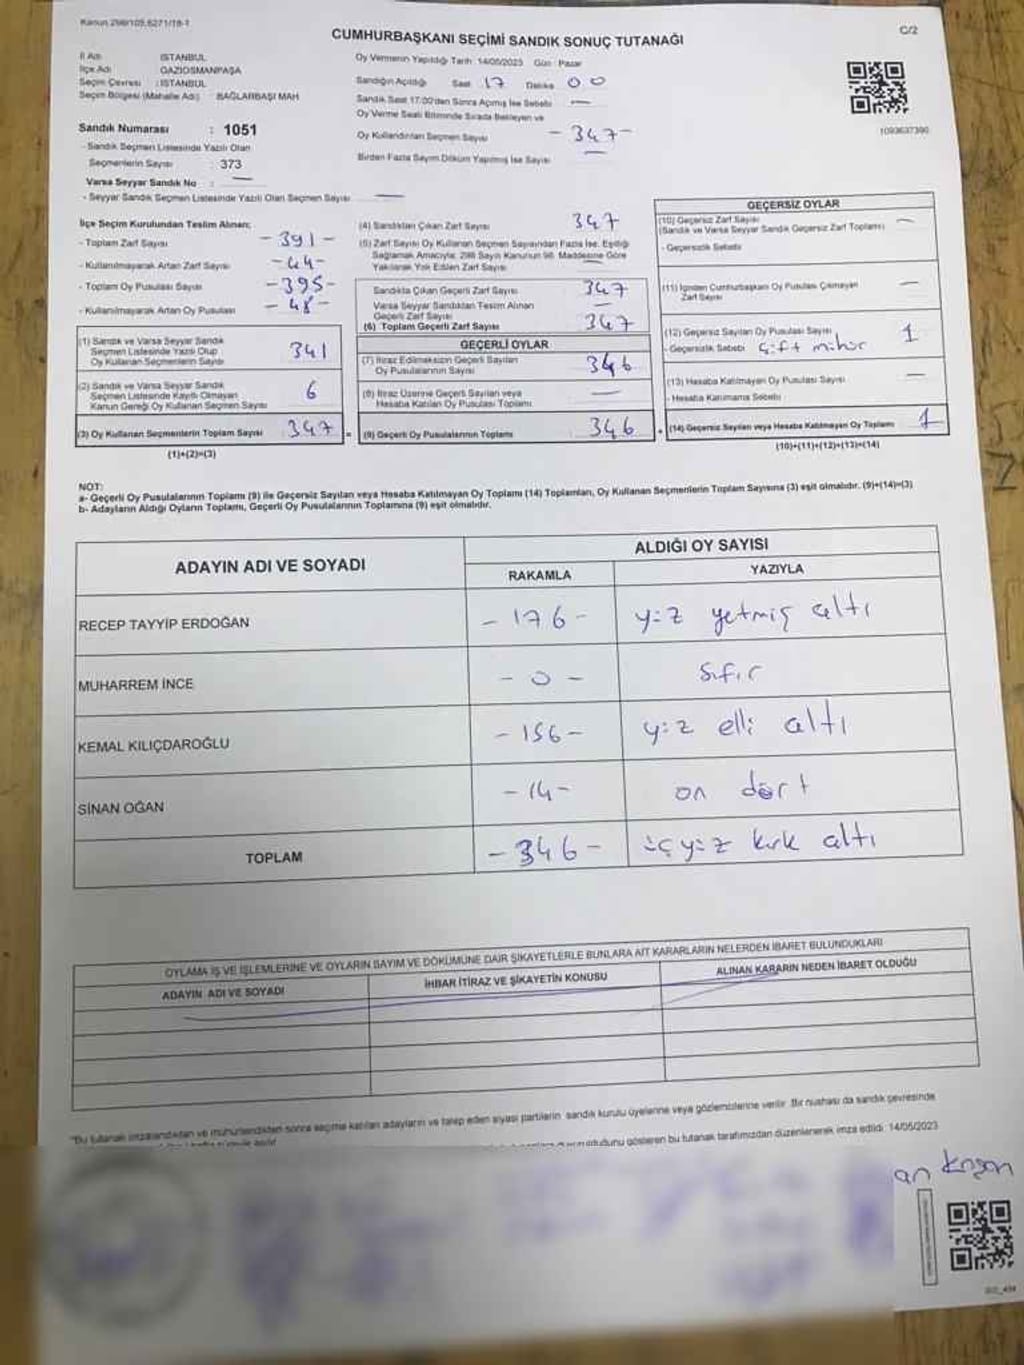 Kanun 298/105,6271/18-1
CUMHURBAŞKANI SEÇİMİ SANDIK SONUÇ TUTANAĞI
C/2
İl Adı İSTANBUL
İlçe Adı GAZİOSMANPAŞA
Seçim Çevresi : İSTANBUL
Seçim Bölgesi (Mahalle Adı) : BAĞLARBAŞI MAH
Sandık Numarası : 1051
- Sandık Seçmen Listesinde Yazılı Olan
Seçmenlerin Sayısı : 373
Varsa Seyyar Sandık No : —
- Seyyar Sandık Seçmen Listesinde Yazılı Olan Seçmen Sayısı —
Oy Vermenin Yapıldığı Tarih 14/05/2023 Gün : Pazar
Sandığın Açıldığı Saat 17 Dakika 00
Sandık Saat 17:00'den Sonra Açılmış İse Sebebi —
Oy Verme Saati Bitiminde Sırada Bekleyen ve
Oy Kullandırılan Seçmen Sayısı - 347 -
Birden Fazla Sayım Döküm Yapılmış İse Sayısı —
1093637390
İlçe Seçim Kurulundan Teslim Alınan;
- Toplam Zarf Sayısı - 391 -
- Kullanılmayarak Artan Zarf Sayısı - 44 -
- Toplam Oy Pusulası Sayısı - 395 -
- Kullanılmayarak Artan Oy Pusulası - 48 -
(1) Sandık ve Varsa Seyyar Sandık
Seçmen Listesinde Yazılı Olup
Oy Kullanan Seçmenlerin Sayısı 341
(2) Sandık ve Varsa Seyyar Sandık
Seçmen Listesinde Kayıtlı Olmayan
Kanun Gereği Oy Kullanan Seçmen Sayısı 6
(3) Oy Kullanan Seçmenlerin Toplam Sayısı 347 =
(1)+(2)=(3)
(4) Sandıktan Çıkan Zarf Sayısı 347
(5) Zarf Sayısı Oy Kullanan Seçmen Sayısından Fazla İse, Eşitliği
Sağlamak Amacıyla; 298 Sayılı Kanunun 98. Maddesine Göre
Yakılarak Yok Edilen Zarf Sayısı —
Sandıkta Çıkan Geçerli Zarf Sayısı 347
Varsa Seyyar Sandıktan Teslim Alınan
Geçerli Zarf Sayısı —
(6) Toplam Geçerli Zarf Sayısı 347
GEÇERLİ OYLAR
(7) İtiraz Edilmeksizin Geçerli Sayılan
Oy Pusulalarının Sayısı 346
(8) İtiraz Üzerine Geçerli Sayılan veya
Hesaba Katılan Oy Pusulası Toplamı —
(9) Geçerli Oy Pusulalarının Toplamı 346 +
GEÇERSİZ OYLAR
(10) Geçersiz Zarf Sayısı —
(Sandık ve Varsa Seyyar Sandık Geçersiz Zarf Toplamı)
- Geçersizlik Sebebi
(11) İçinden Cumhurbaşkanı Oy Pusulası Çıkmayan
Zarf Sayısı —
(12) Geçersiz Sayılan Oy Pusulası Sayısı 1
- Geçersizlik Sebebi çift mühür
(13) Hesaba Katılmayan Oy Pusulası Sayısı —
- Hesaba Katılmama Sebebi
(14) Geçersiz Sayılan veya Hesaba Katılmayan Oy Toplamı 1
(10)+(11)+(12)+(13)=(14)
NOT:
a- Geçerli Oy Pusulalarının Toplamı (9) ile Geçersiz Sayılan veya Hesaba Katılmayan Oy Toplamı (14) Toplamları, Oy Kullanan Seçmenlerin Toplam Sayısına (3) eşit olmalıdır. (9)+(14)=(3)
b- Adayların Aldığı Oyların Toplamı, Geçerli Oy Pusulalarının Toplamına (9) eşit olmalıdır.
ADAYIN ADI VE SOYADI
ALDIĞI OY SAYISI
RAKAMLA YAZIYLA
RECEP TAYYİP ERDOĞAN - 176 - yüz yetmiş altı
MUHARREM İNCE - 0 - sıfır
KEMAL KILIÇDAROĞLU - 156 - yüz elli altı
SİNAN OĞAN - 14 - on dört
TOPLAM - 346 - üçyüz kırk altı
OYLAMA İŞ VE İŞLEMLERİNE VE OYLARIN SAYIM VE DÖKÜMÜNE DAİR ŞİKAYETLERLE BUNLARA AİT KARARLARIN NELERDEN İBARET BULUNDUKLARI
ADAYIN ADI VE SOYADI İHBAR İTİRAZ VE ŞİKAYETİN KONUSU ALINAN KARARIN NEDEN İBARET OLDUĞU
"Bu tutanak imzalandıktan ve mühürlendikten sonra seçime katılan adayların ve talep eden siyasi partilerin sandık kurulu üyelerine veya gözlemcilerine verilir. Bir nüshası da sandık çevresinde
olduğunu gösteren bu tutanak tarafımızdan düzenlenerek imza edildi. 14/05/2023